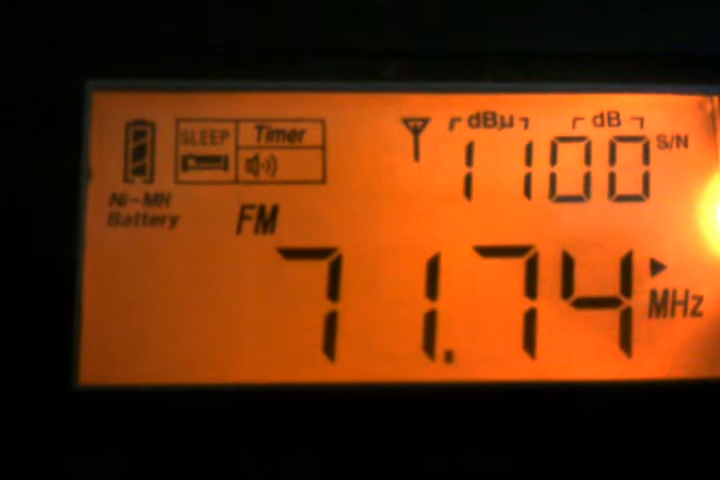 SLEEP Timer dBµ dB
11 00 S/N
Ni-MH
Battery
FM
71.74 MHz